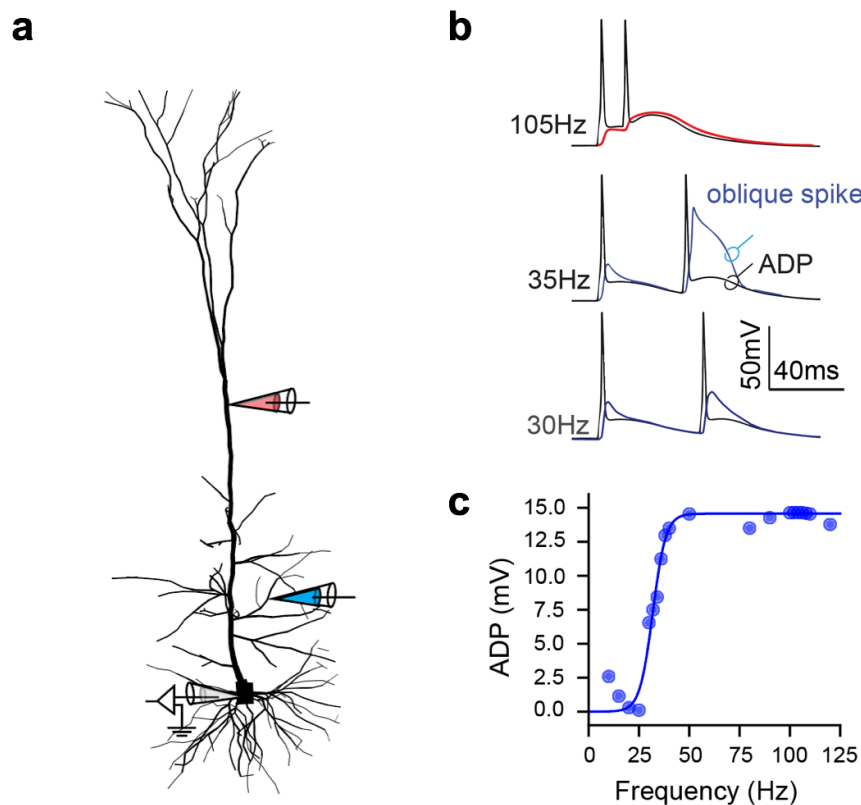 a
b
105Hz
oblique spike
35Hz
ADP
50mV
40ms
30Hz
c
15.0
12.5
10.0
7.5
5.0
2.5
0.0
ADP (mV)
0
25
50
75
100
125
Frequency (Hz)